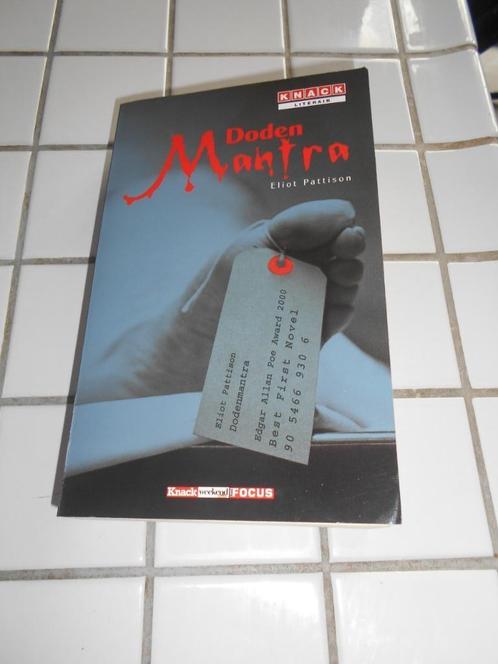 KNACK
LITERAIR
Doden
Mantra
Eliot Pattison
Eliot Pattison
Dodenmantra
Edgar Allan Poe Award 2000
Best First Novel
90 5466 930 6
Knack weekend FOCUS